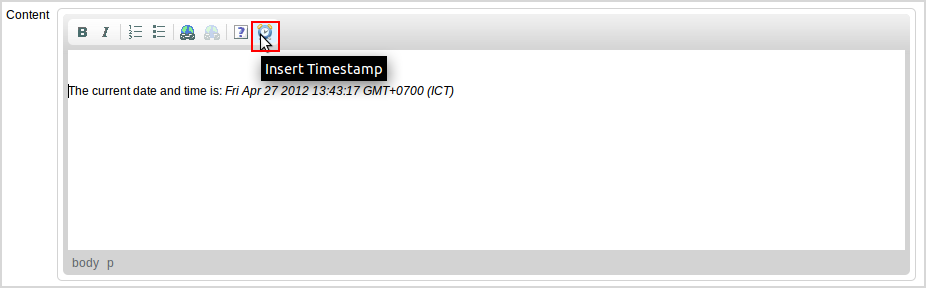 Content
B I ?
Insert Timestamp
The current date and time is: Fri Apr 27 2012 13:43:17 GMT+0700 (ICT)
body p